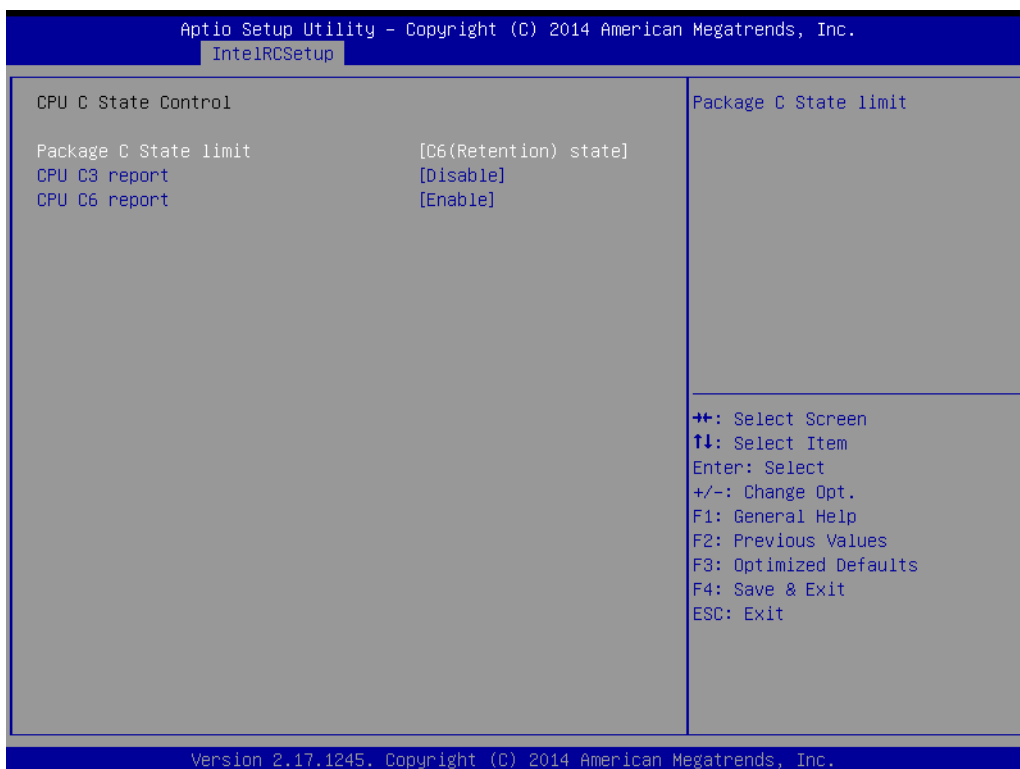 Aptio Setup Utility – Copyright (C) 2014 American Megatrends, Inc.
IntelRCSetup
CPU C State Control
Package C State limit [C6(Retention) state]
CPU C3 report [Disable]
CPU C6 report [Enable]
Package C State limit
→←: Select Screen
↑↓: Select Item
Enter: Select
+/-: Change Opt.
F1: General Help
F2: Previous Values
F3: Optimized Defaults
F4: Save & Exit
ESC: Exit
Version 2.17.1245. Copyright (C) 2014 American Megatrends, Inc.